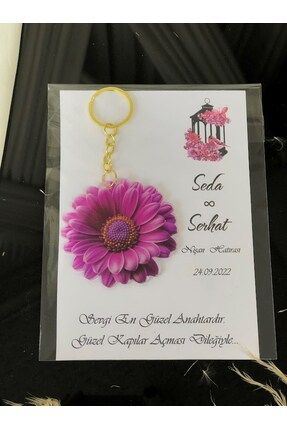 Seda
∞
Serhat
Nişan Hatırası
24.09.2022
Sevgi En Güzel Anahtardır.
Güzel Kapılar Açması Dileğiyle...